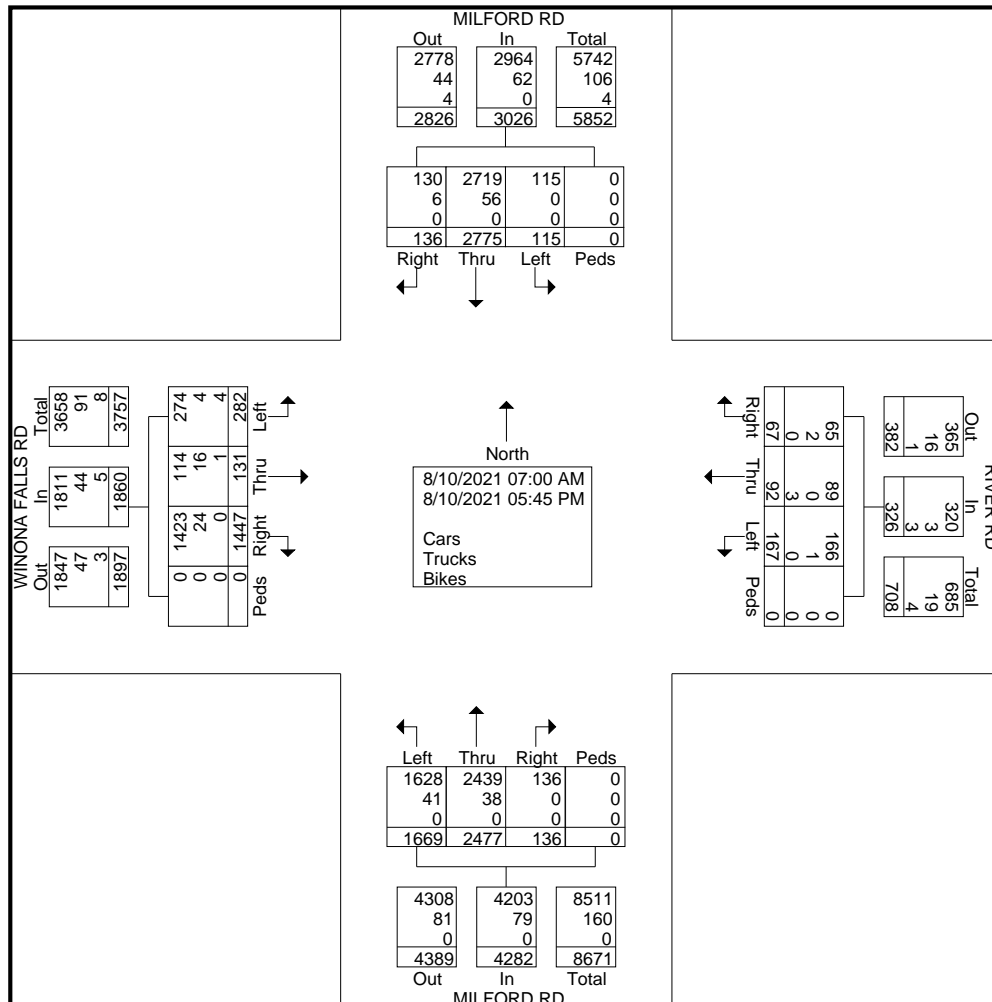 MILFORD RD
Out In Total
2778 2964 5742
44 62 106
4 0 4
2826 3026 5852
130 2719 115 0
6 56 0 0
0 0 0 0
136 2775 115 0
Right Thru Left Peds
WINONA FALLS RD
Total
3658
91
8
3757
In
1811
44
5
1860
Out
1847
47
3
1897
274
4
4
282
Left
114
16
1
131
Thru
1423
24
0
1447
Right
0
0
0
0
Peds
North
8/10/2021 07:00 AM
8/10/2021 05:45 PM
Cars
Trucks
Bikes
Right
65
2
0
67
Thru
89
0
3
92
Left
166
1
0
167
Peds
0
0
0
0
RIVER RD
Out
365
16
1
382
In
320
3
3
326
Total
685
19
4
708
Left Thru Right Peds
1628 2439 136 0
41 38 0 0
0 0 0 0
1669 2477 136 0
4308 4203 8511
81 79 160
0 0 0
4389 4282 8671
Out In Total
MILFORD RD